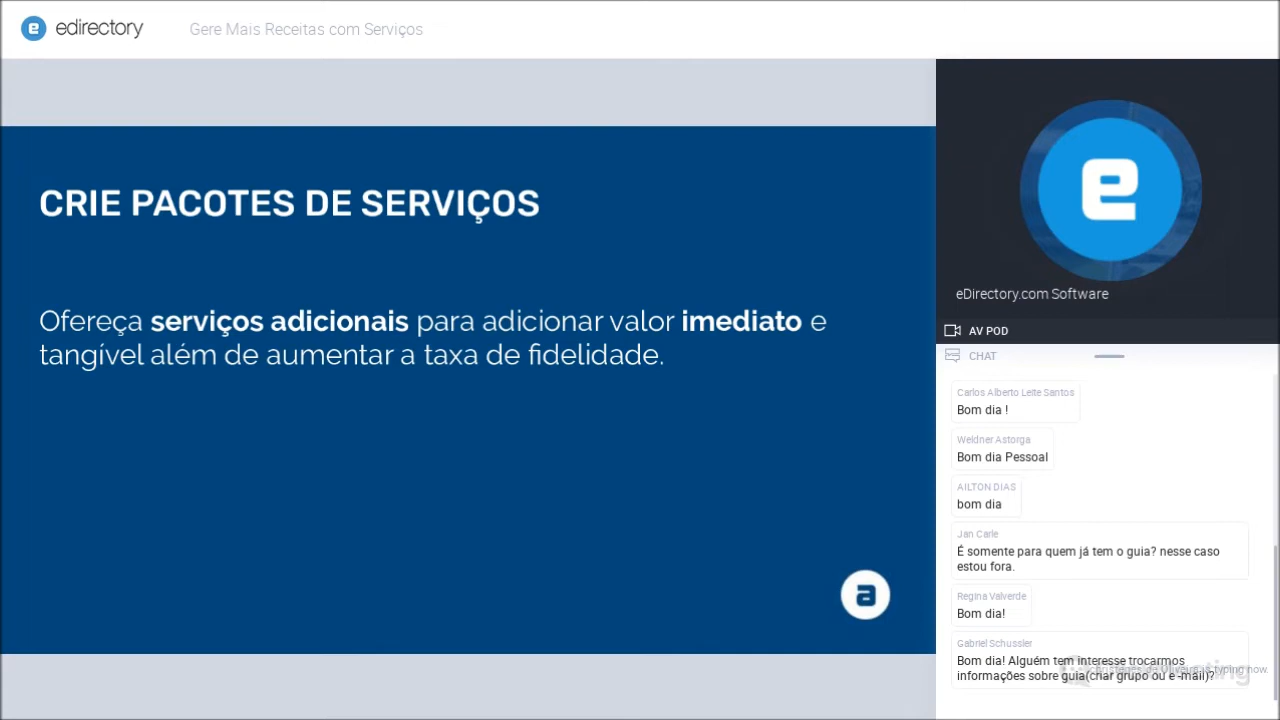 edirectory
Gere Mais Receitas com Serviços
CRIE PACOTES DE SERVIÇOS
Ofereça serviços adicionais para adicionar valor imediato e
tangível além de aumentar a taxa de fidelidade.
a
e
eDirectory.com Software
AV POD
CHAT
Carlos Alberto Leite Santos
Bom dia !
Weldner Astorga
Bom dia Pessoal
AILTON DIAS
bom dia
Jan Carle
É somente para quem já tem o guia? nesse caso
estou fora.
Regina Valverde
Bom dia!
Gabriel Schussler
Bom dia! Alguém tem interesse trocarmos
informações sobre guia(criar grupo ou e -mail)?
is typing now.